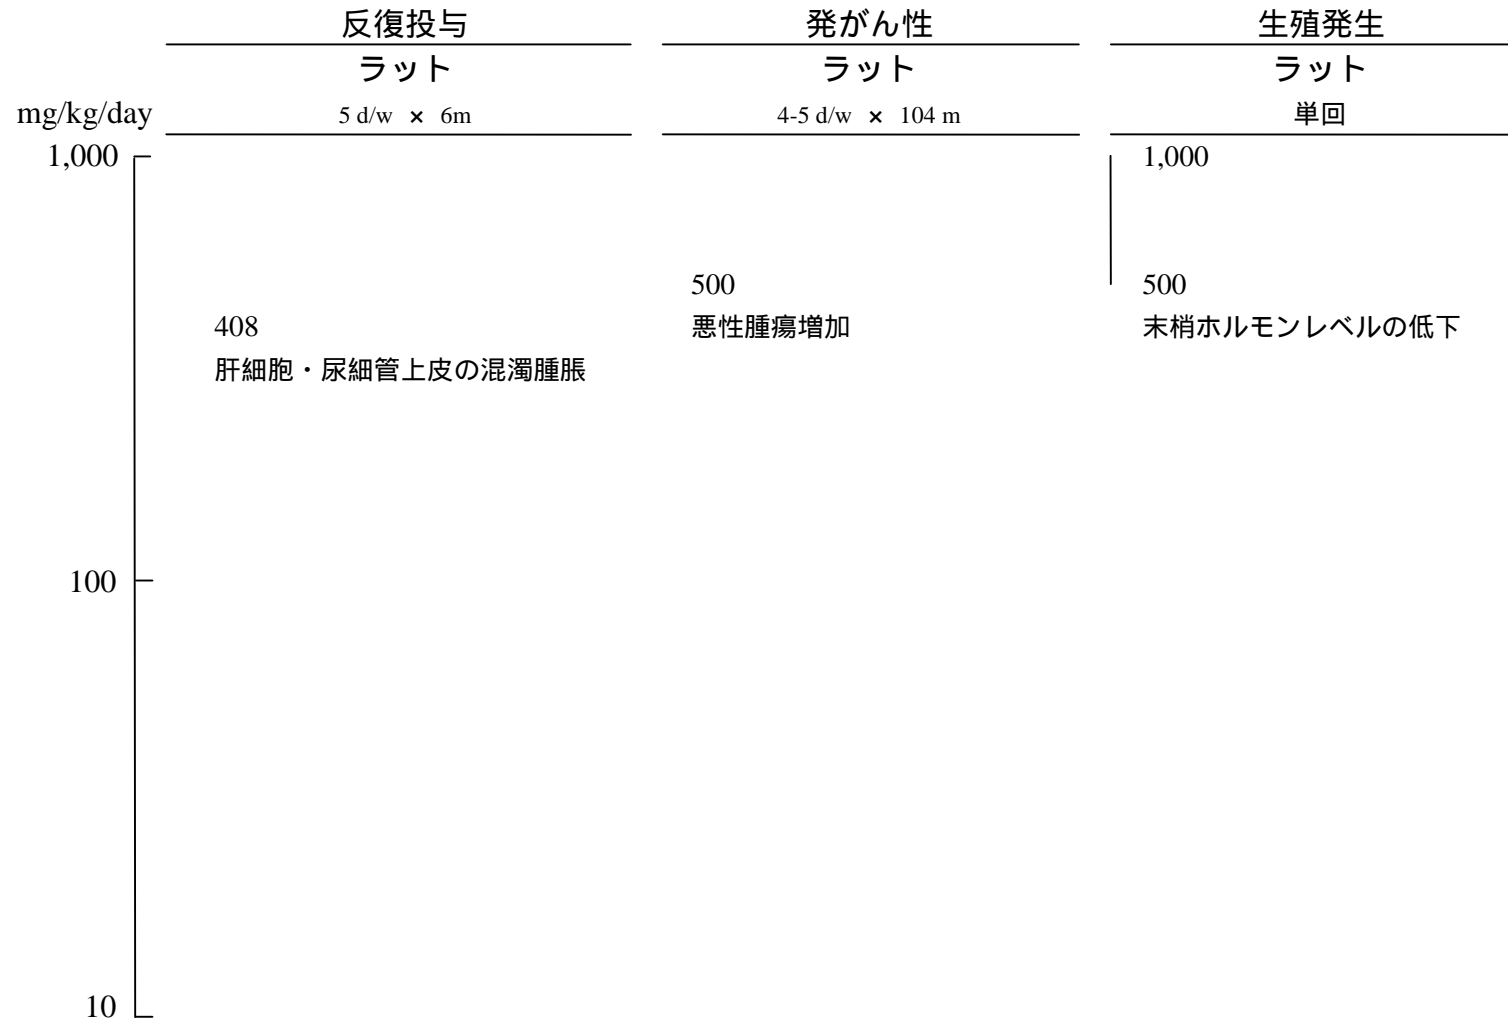 反復投与
発がん性
生殖発生
ラット
ラット
ラット
mg/kg/day
5 d/w × 6m
4-5 d/w × 104 m
単回
1,000
1,000
500
500
408
悪性腫瘍増加
末梢ホルモンレベルの低下
肝細胞・尿細管上皮の混濁腫脹
100
10